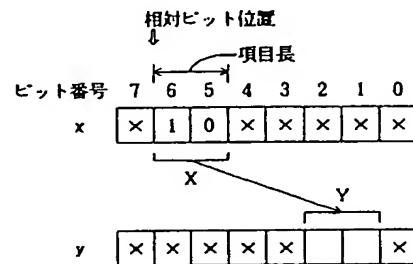 相対ビット位置
項目長
ビット番号 7 6 5 4 3 2 1 0
x × 1 0 × × × × ×
X
Y
y × × × × × ×